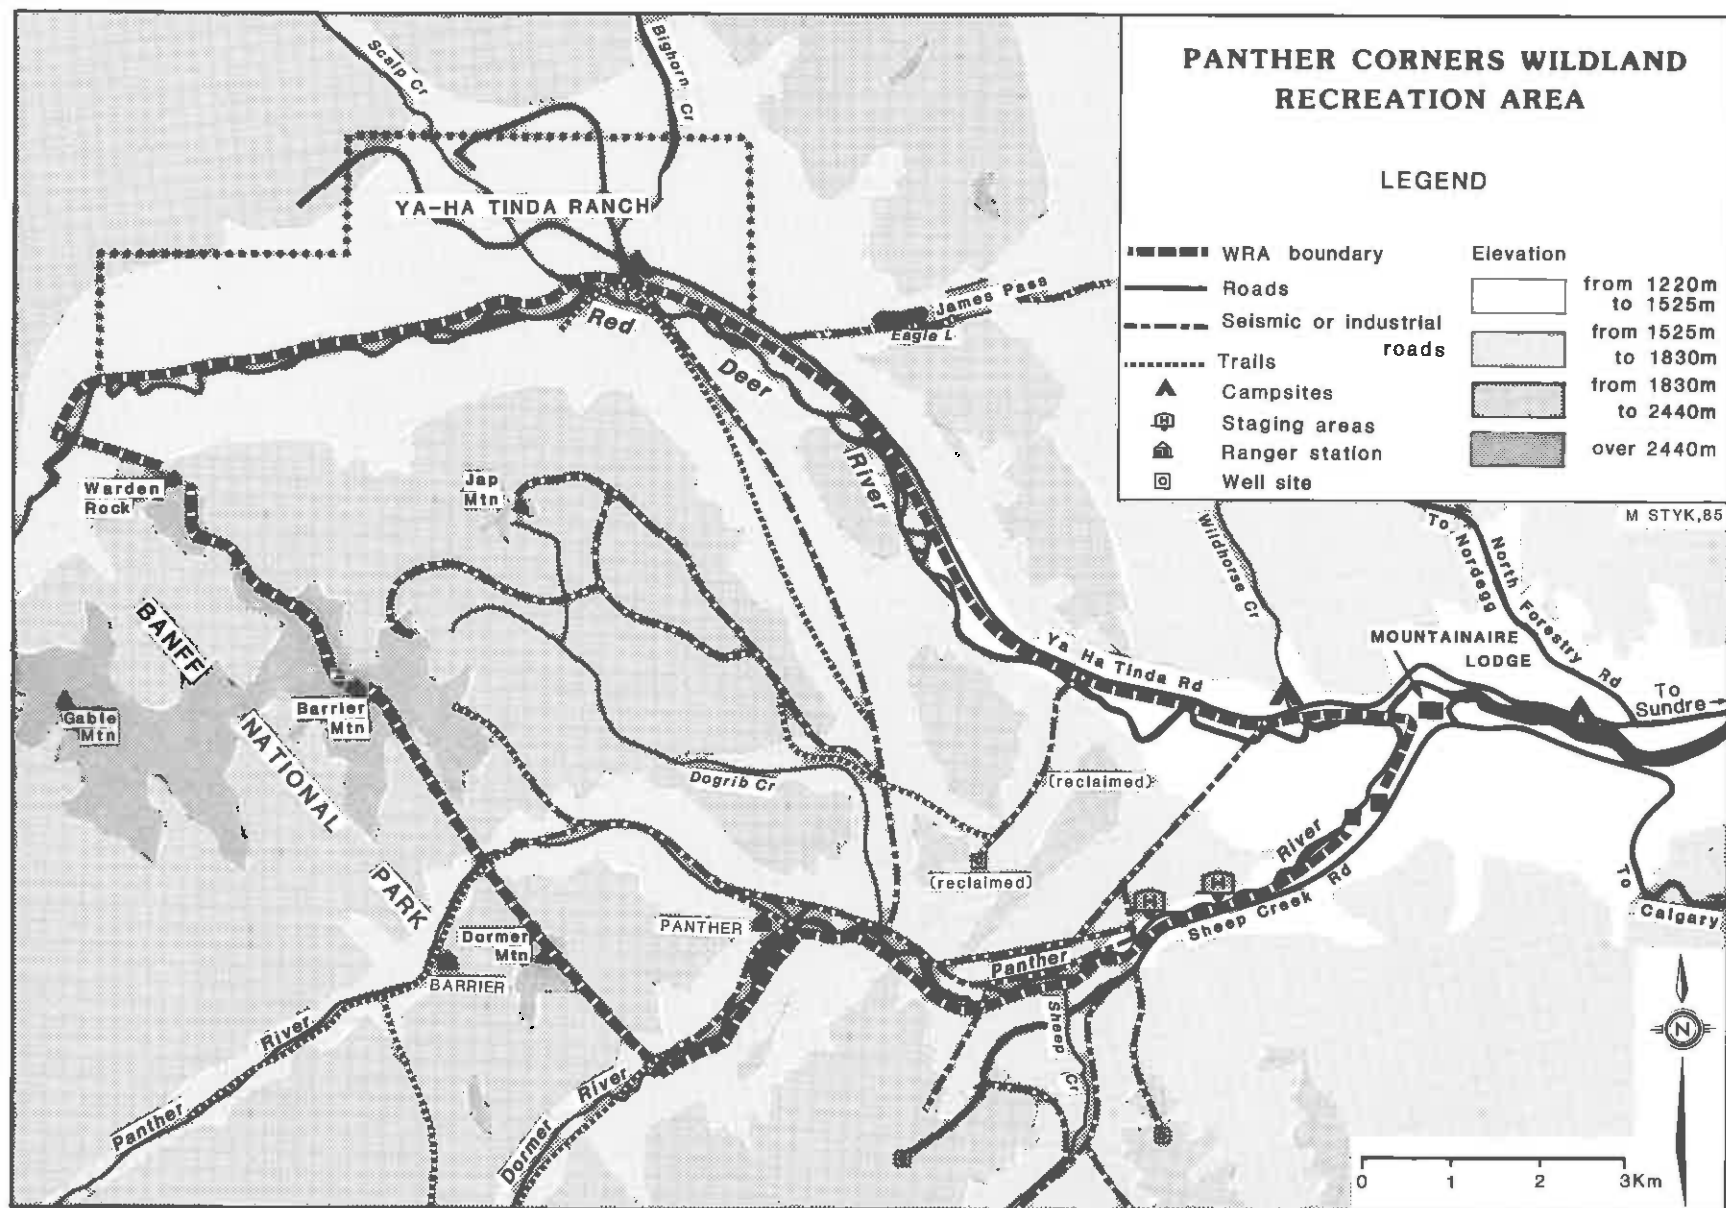 PANTHER CORNERS WILDLAND
RECREATION AREA
LEGEND
WRA boundary
Roads
Seismic or industrial
roads
Trails
Campsites
Staging areas
Ranger station
Well site
Elevation
from 1220m
to 1525m
from 1525m
to 1830m
from 1830m
to 2440m
over 2440m
M STYK,85
Scalp Cr
Bighorn Cr
YA-HA TINDA RANCH
James Pass
Eagle L
Red
Deer
River
Warden
Rock
Jap
Mtn
Wildhorse Cr
To
Nordegg
North
Forestry
Rd
MOUNTAINAIRE
LODGE
To
Sundre
Ya Ha Tinda Rd
BANFF
NATIONAL
PARK
Gable
Mtn
Barrier
Mtn
Dogrib Cr
(reclaimed)
(reclaimed)
River
Sheep Creek Rd
To
Calgary
PANTHER
Dormer
Mtn
BARRIER
Panther
Sheep
Cr
River
Panther
River
Dormer
N
0 1 2 3Km